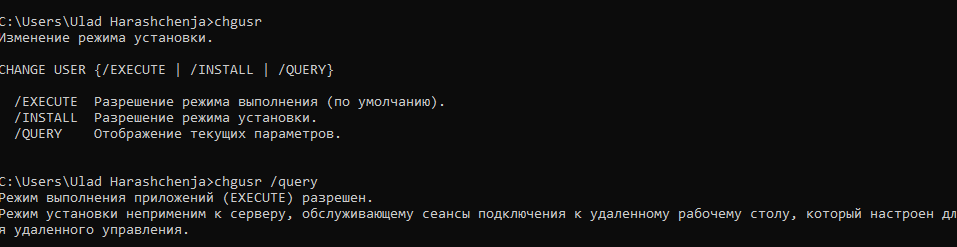 C:\Users\Ulad Harashchenja>chgusr
Изменение режима установки.
CHANGE USER {/EXECUTE | /INSTALL | /QUERY}
/EXECUTE  Разрешение режима выполнения (по умолчанию).
/INSTALL  Разрешение режима установки.
/QUERY    Отображение текущих параметров.
C:\Users\Ulad Harashchenja>chgusr /query
Режим выполнения приложений (EXECUTE) разрешен.
Режим установки неприменим к серверу, обслуживающему сеансы подключения к удаленному рабочему столу, который настроен дл
я удаленного управления.